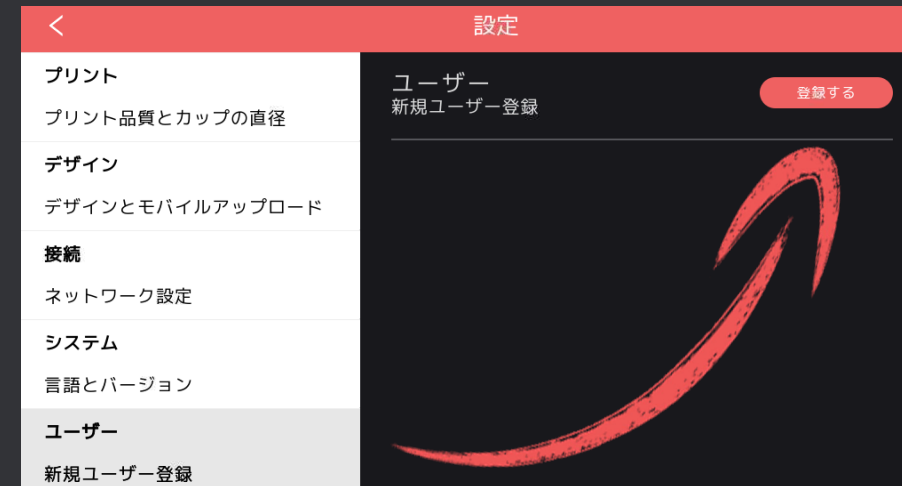 設定
プリント
プリント品質とカップの直径
デザイン
デザインとモバイルアップロード
接続
ネットワーク設定
システム
言語とバージョン
ユーザー
新規ユーザー登録
ユーザー
新規ユーザー登録
登録する